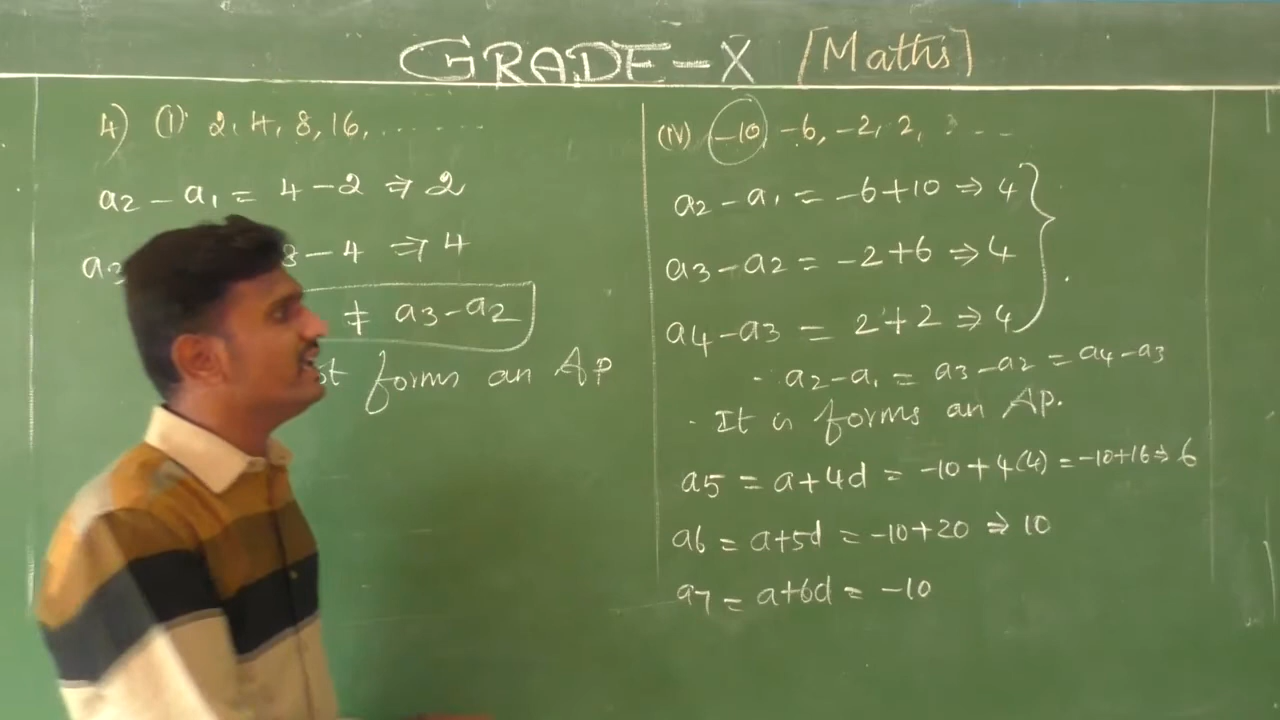 GRADE-X [Maths]
4) (i) 2, 4, 8, 16, ........
a2 - a1 = 4 - 2 ⇒ 2
a3 8 - 4 ⇒ 4
≠ a3-a2
forms an AP
(iv) -10, -6, -2, 2, ...
a2 - a1 = -6+10 ⇒ 4
a3-a2 = -2+6 ⇒ 4
a4-a3 = 2+2 ⇒ 4
a2-a1 = a3-a2 = a4-a3
It is forms an AP.
a5 = a+4d = -10+4(4) = -10+16 ⇒ 6
a6 = a+5d = -10+20 ⇒ 10
a7 = a+6d = -10